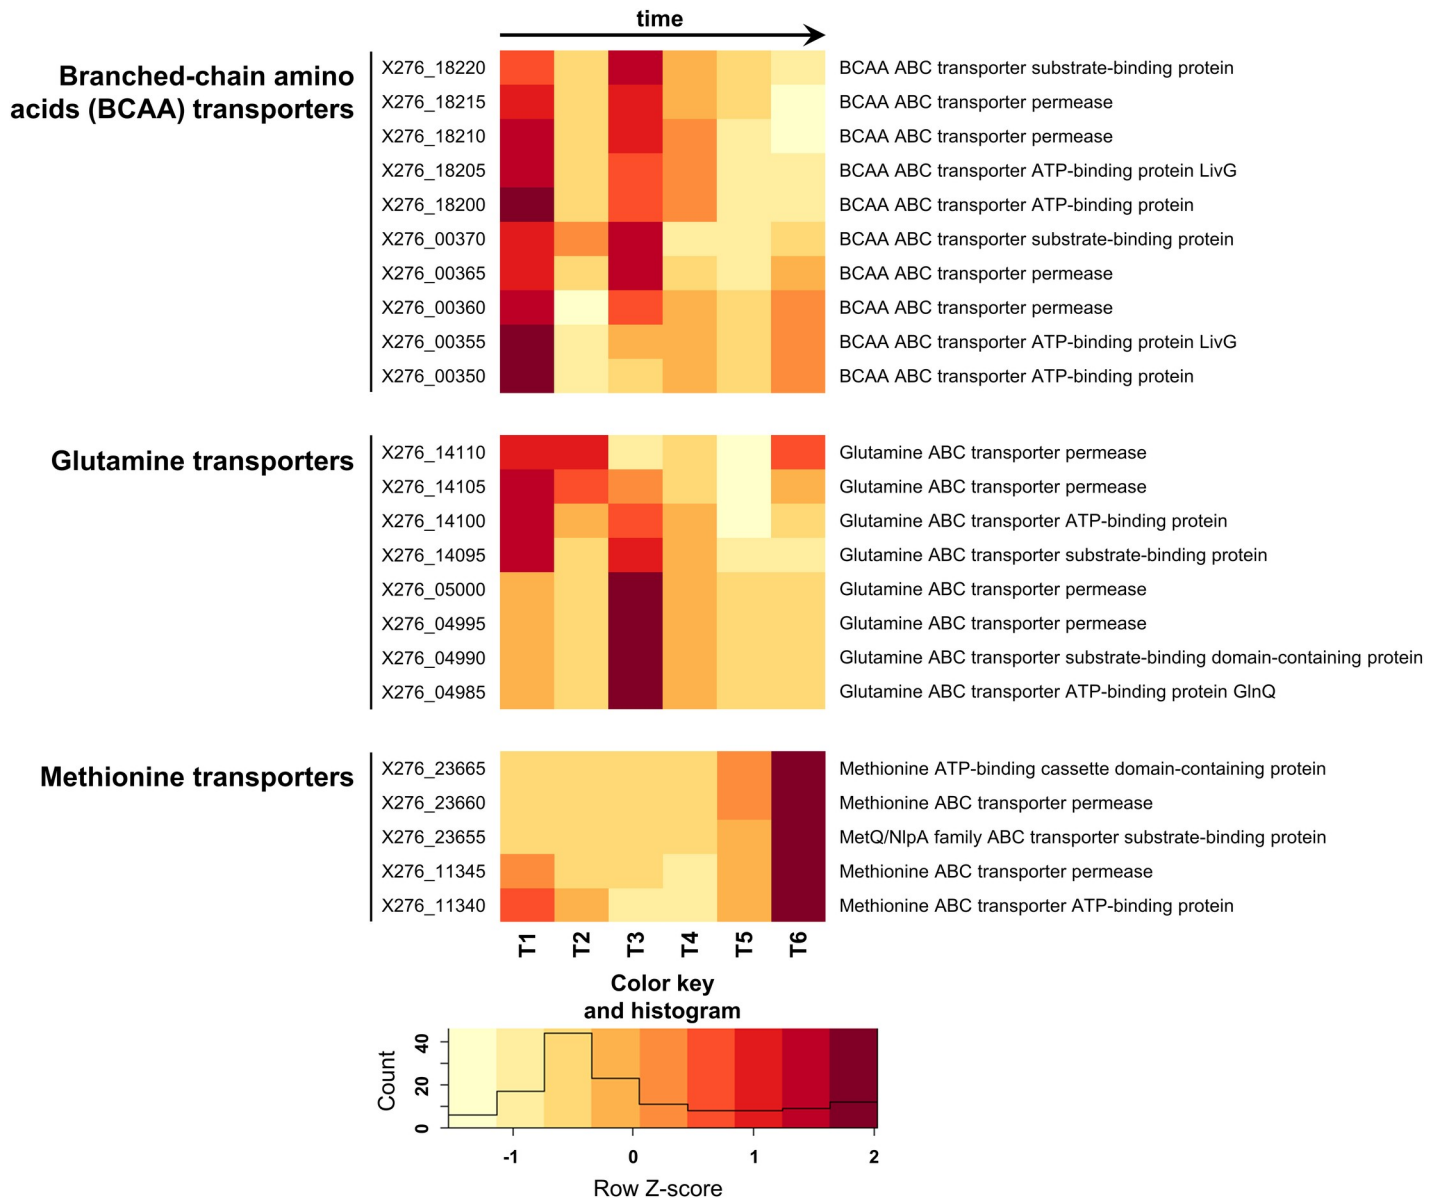 time
Branched-chain amino
acids (BCAA) transporters
X276_18220 BCAA ABC transporter substrate-binding protein
X276_18215 BCAA ABC transporter permease
X276_18210 BCAA ABC transporter permease
X276_18205 BCAA ABC transporter ATP-binding protein LivG
X276_18200 BCAA ABC transporter ATP-binding protein
X276_00370 BCAA ABC transporter substrate-binding protein
X276_00365 BCAA ABC transporter permease
X276_00360 BCAA ABC transporter permease
X276_00355 BCAA ABC transporter ATP-binding protein LivG
X276_00350 BCAA ABC transporter ATP-binding protein
Glutamine transporters
X276_14110 Glutamine ABC transporter permease
X276_14105 Glutamine ABC transporter permease
X276_14100 Glutamine ABC transporter ATP-binding protein
X276_14095 Glutamine ABC transporter substrate-binding protein
X276_05000 Glutamine ABC transporter permease
X276_04995 Glutamine ABC transporter permease
X276_04990 Glutamine ABC transporter substrate-binding domain-containing protein
X276_04985 Glutamine ABC transporter ATP-binding protein GlnQ
Methionine transporters
X276_23665 Methionine ATP-binding cassette domain-containing protein
X276_23660 Methionine ABC transporter permease
X276_23655 MetQ/NlpA family ABC transporter substrate-binding protein
X276_11345 Methionine ABC transporter permease
X276_11340 Methionine ABC transporter ATP-binding protein
T1 T2 T3 T4 T5 T6
Color key
and histogram
Count
40
20
0
-1 0 1 2
Row Z-score